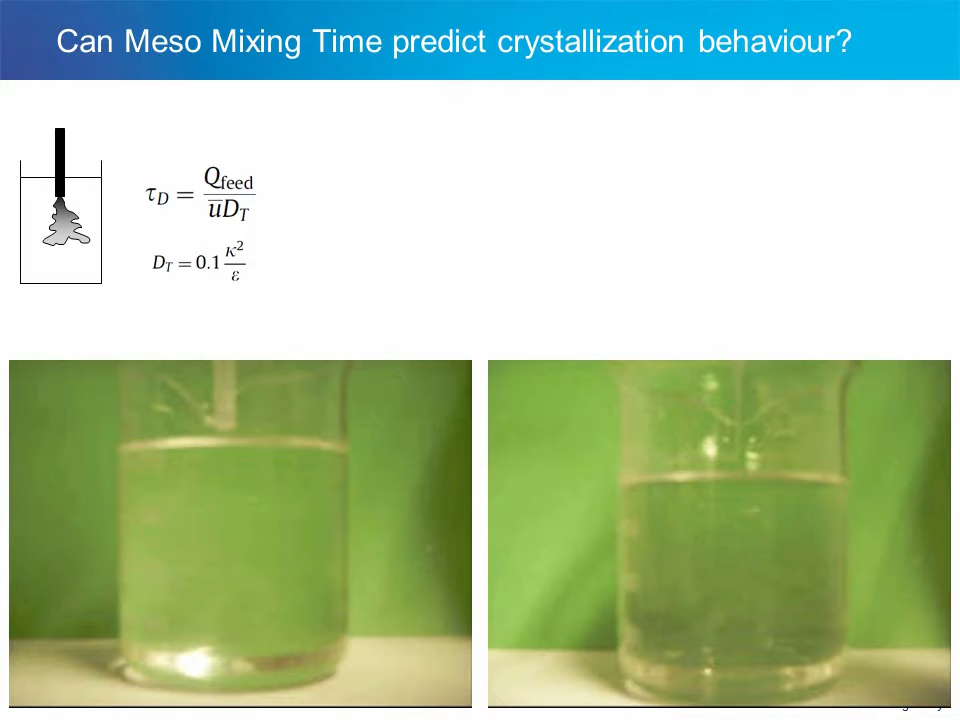 Can Meso Mixing Time predict crystallization behaviour?
τ_D = Q_feed / u̅D_T
D_T = 0.1 κ² / ε